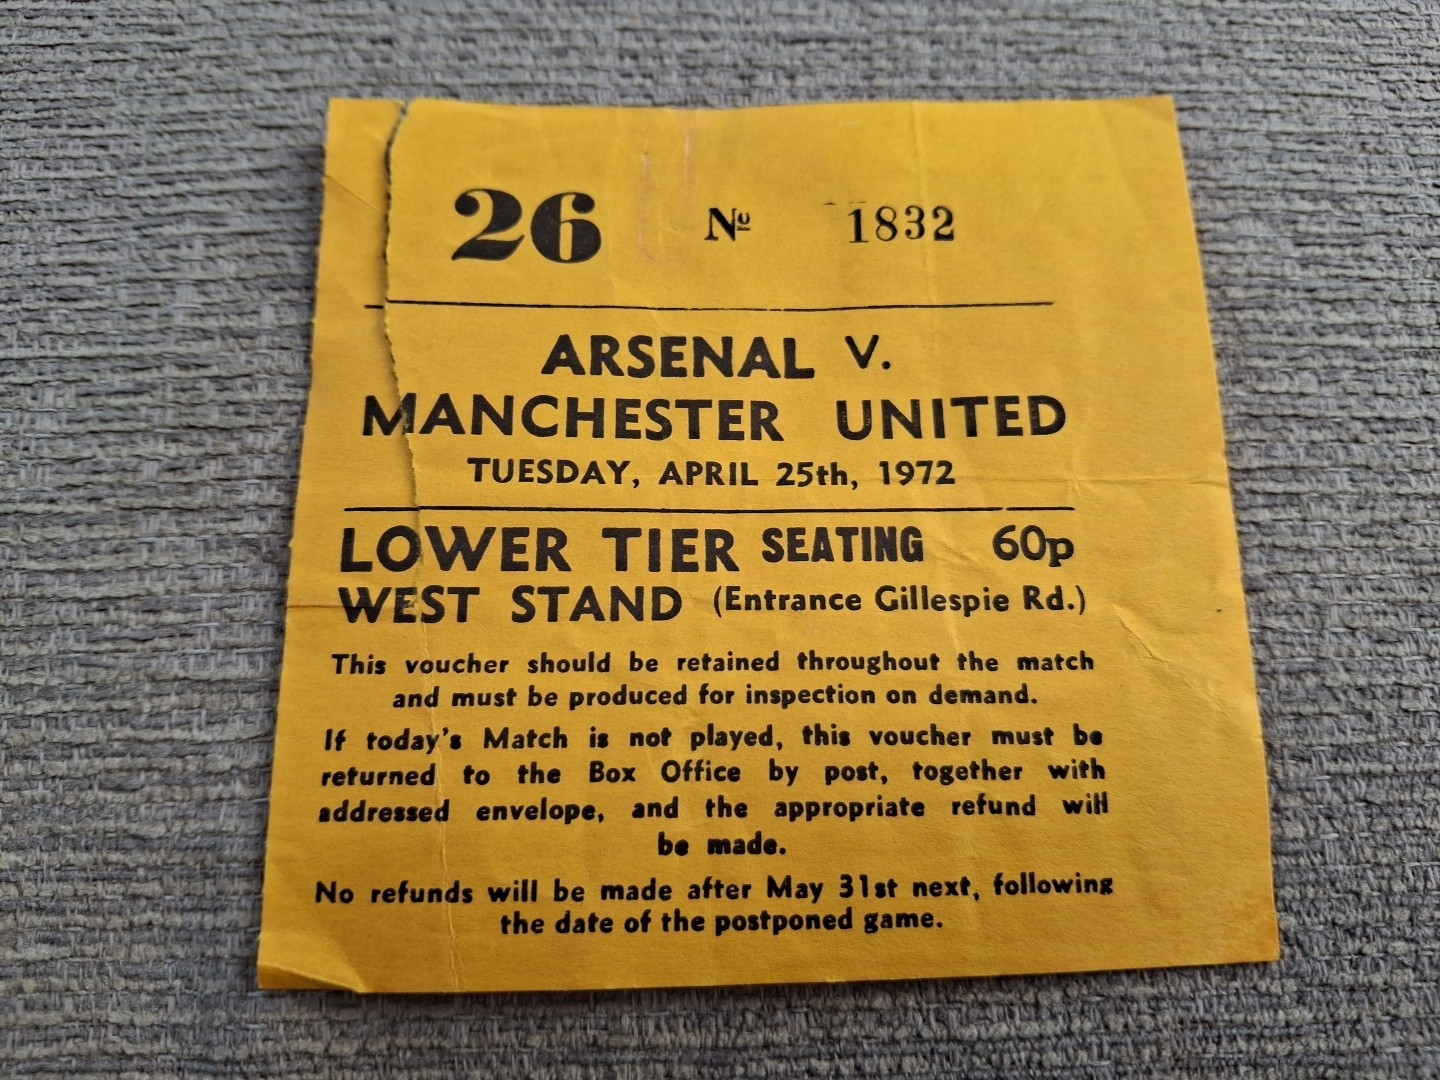 26 Nº 1832
ARSENAL V.
MANCHESTER UNITED
TUESDAY, APRIL 25th, 1972
LOWER TIER SEATING 60p
WEST STAND (Entrance Gillespie Rd.)
This voucher should be retained throughout the match
and must be produced for inspection on demand.
If today's Match is not played, this voucher must be
returned to the Box Office by post, together with
addressed envelope, and the appropriate refund will
be made.
No refunds will be made after May 31st next, following
the date of the postponed game.